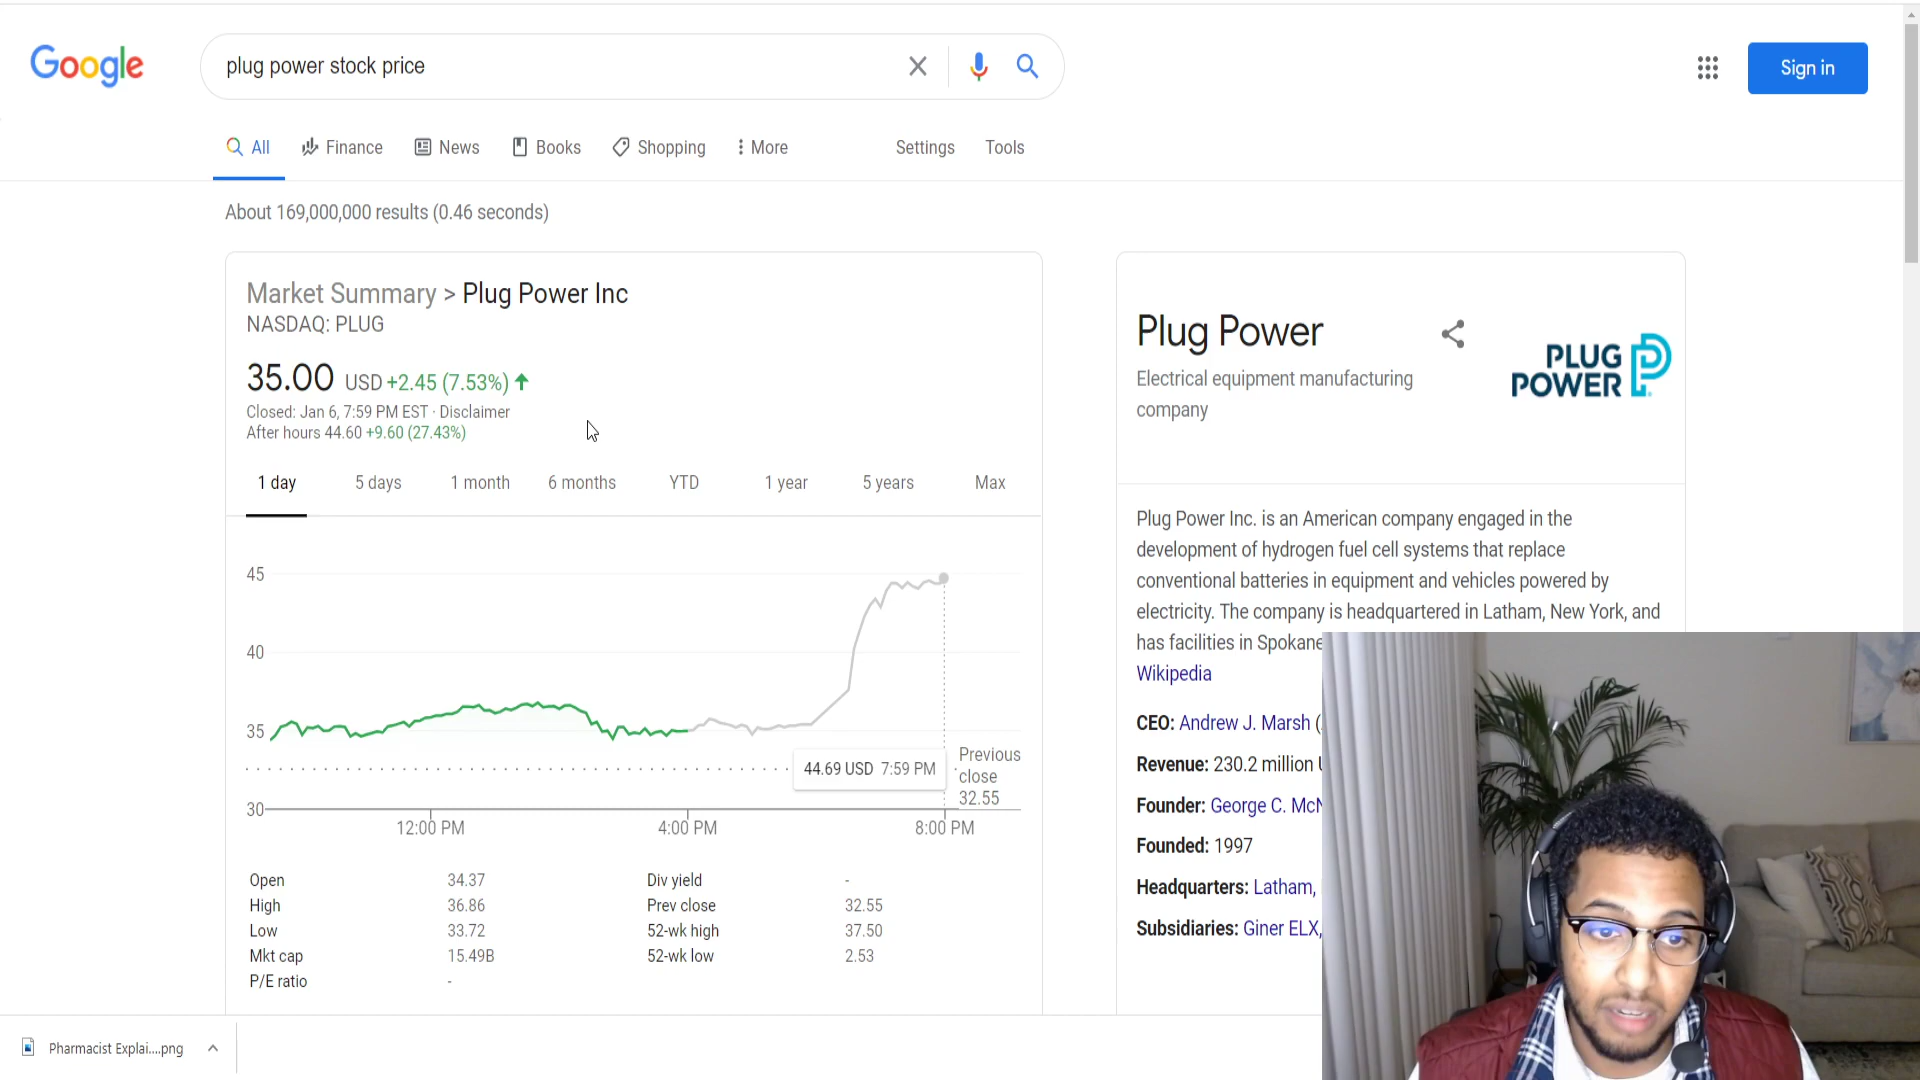 Google
plug power stock price
Sign in
All
Finance
News
Books
Shopping
More
Settings
Tools
About 169,000,000 results (0.46 seconds)
Market Summary > Plug Power Inc
NASDAQ: PLUG
35.00 USD +2.45 (7.53%)
Closed: Jan 6, 7:59 PM EST · Disclaimer
After hours 44.60 +9.60 (27.43%)
1 day
5 days
1 month
6 months
YTD
1 year
5 years
Max
45
40
35
30
44.69 USD 7:59 PM
Previous
close
32.55
12:00 PM
4:00 PM
8:00 PM
Open 34.37 Div yield -
High 36.86 Prev close 32.55
Low 33.72 52-wk high 37.50
Mkt cap 15.49B 52-wk low 2.53
P/E ratio -
Plug Power
Electrical equipment manufacturing
company
PLUG
POWER
Plug Power Inc. is an American company engaged in the
development of hydrogen fuel cell systems that replace
conventional batteries in equipment and vehicles powered by
electricity. The company is headquartered in Latham, New York, and
has facilities in Spokane
Wikipedia
CEO: Andrew J. Marsh (
Revenue: 230.2 million
Founder: George C. Mc
Founded: 1997
Headquarters: Latham,
Subsidiaries: Giner ELX,
Pharmacist Explai....png